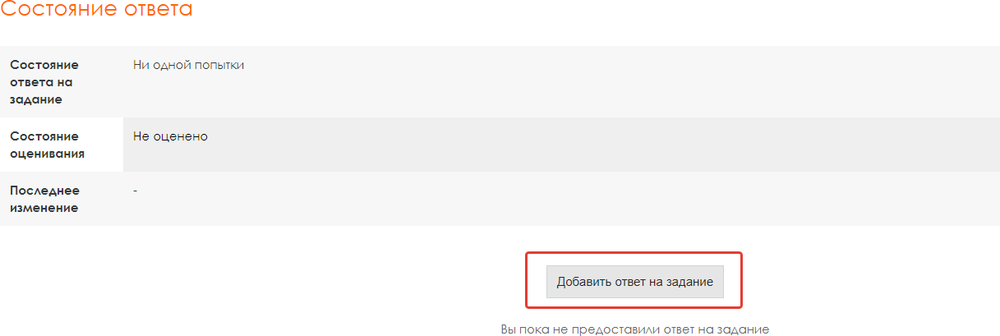 Состояние ответа
Состояние
ответа на
задание
Ни одной попытки
Состояние
оценивания
Не оценено
Последнее
изменение
-
Добавить ответ на задание
Вы пока не предоставили ответ на задание